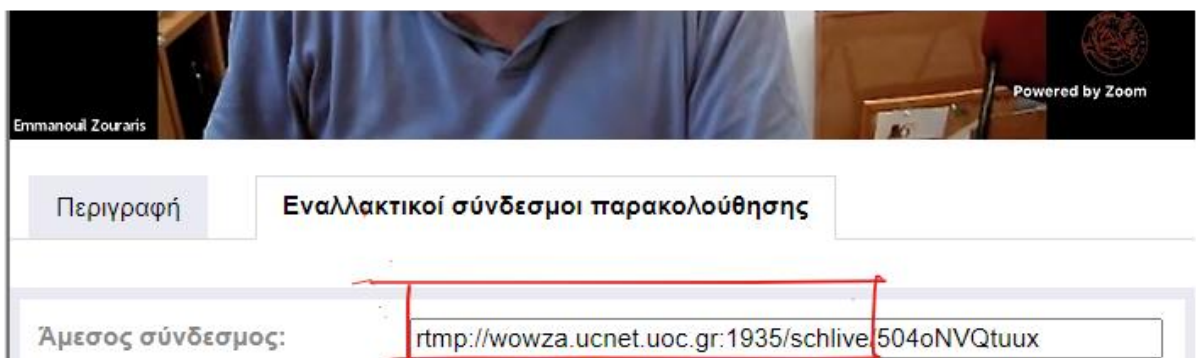 Powered by Zoom
Emmanouil Zouraris
Περιγραφή
Εναλλακτικοί σύνδεσμοι παρακολούθησης
Άμεσος σύνδεσμος:
rtmp://wowza.ucnet.uoc.gr:1935/schlive/504oNVQtuux